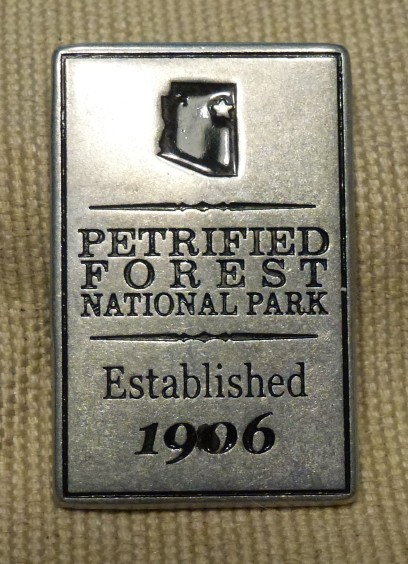 PETRIFIED
FOREST
NATIONAL PARK
Established
1906